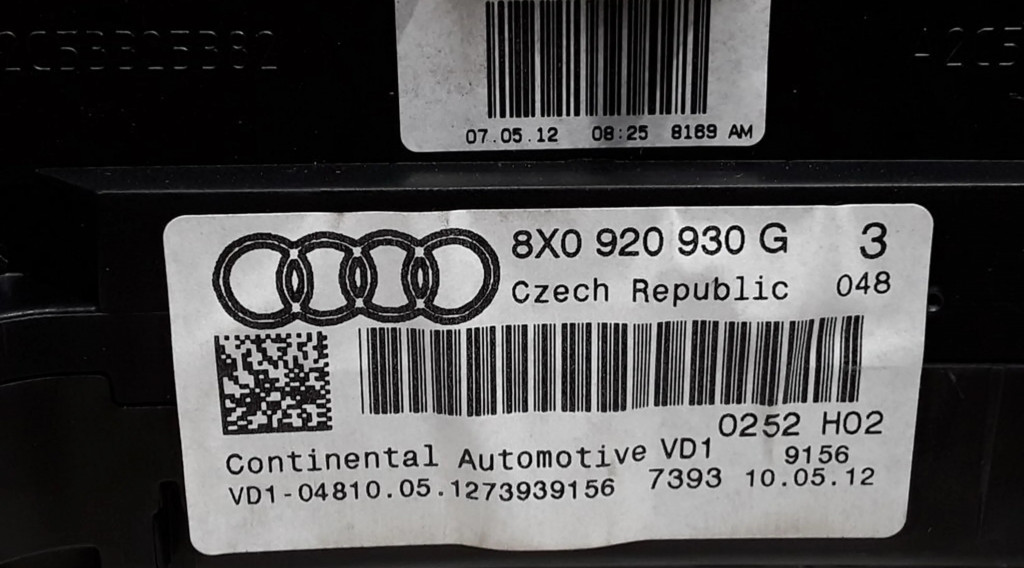 07.05.12 08:25 8169 AM
8X0 920 930 G 3
Czech Republic 048
0252 H02
Continental Automotive VD1 9156
VD1-04810.05.1273939156 7393 10.05.12